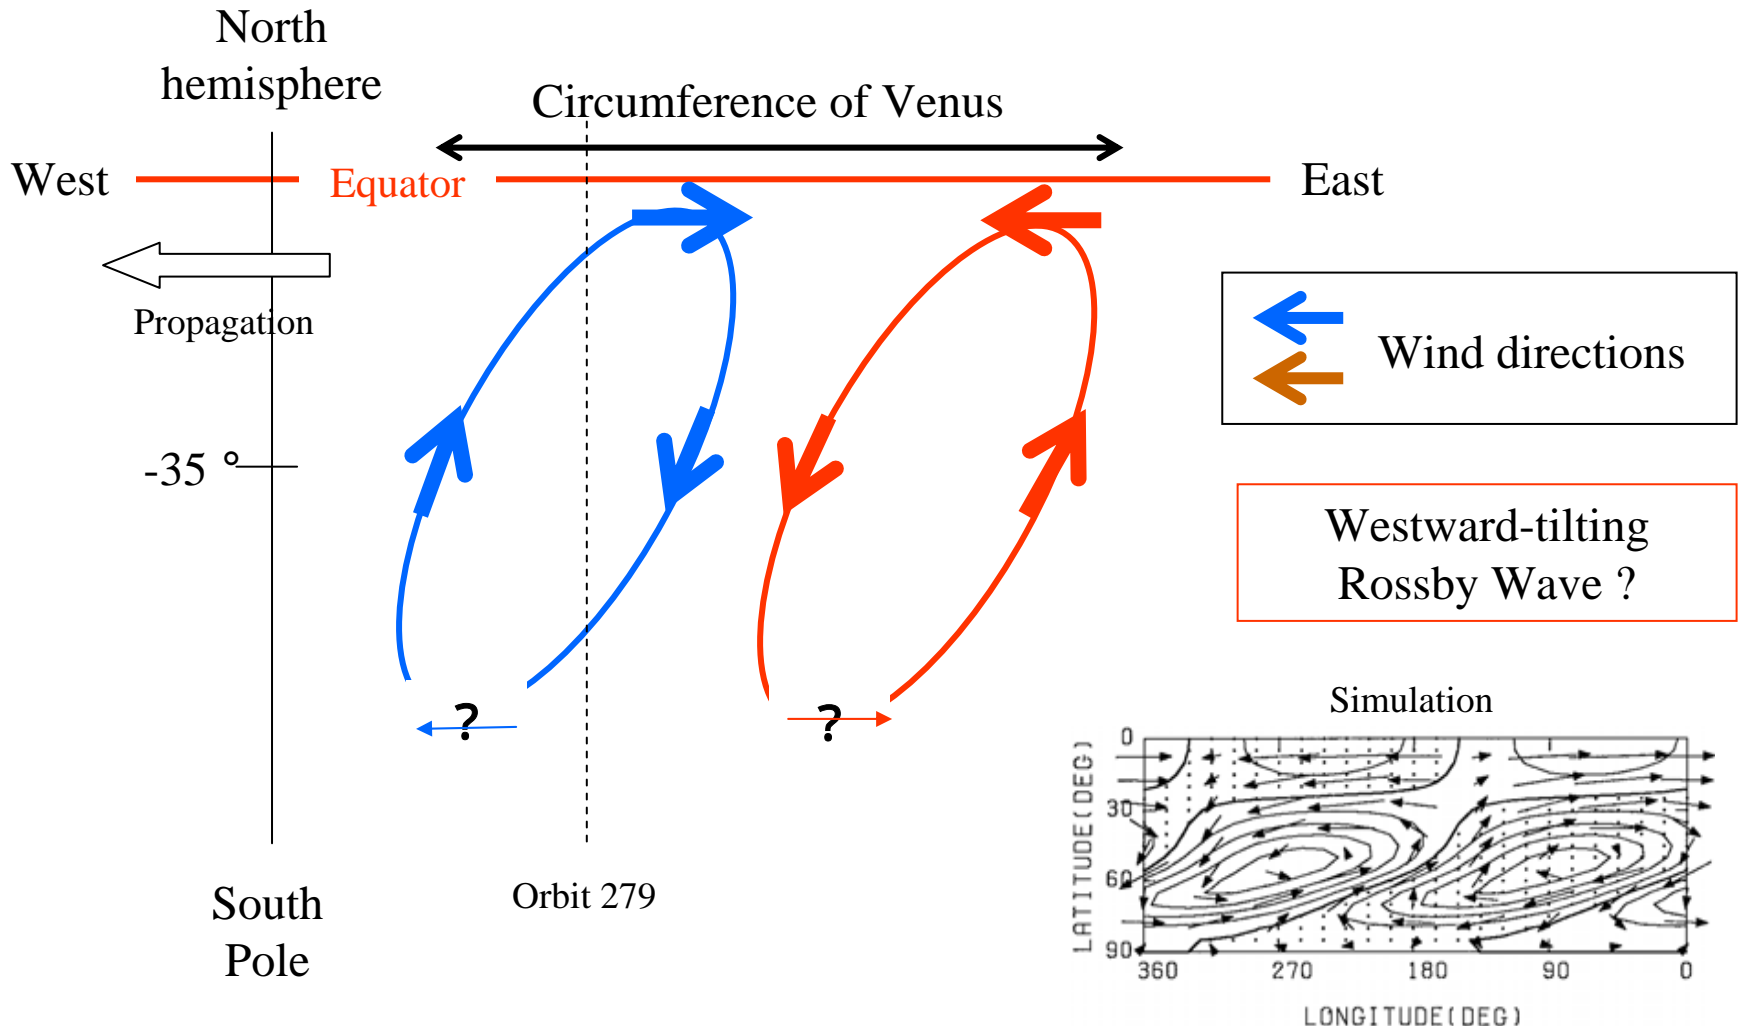 North
hemisphere
Circumference of Venus
West
Equator
East
Propagation
Wind directions
-35 °
Westward-tilting
Rossby Wave ?
?
?
Simulation
South
Pole
Orbit 279
LATITUDE(DEG)
0
30
60
90
360 270 180 90 0
LONGITUDE(DEG)